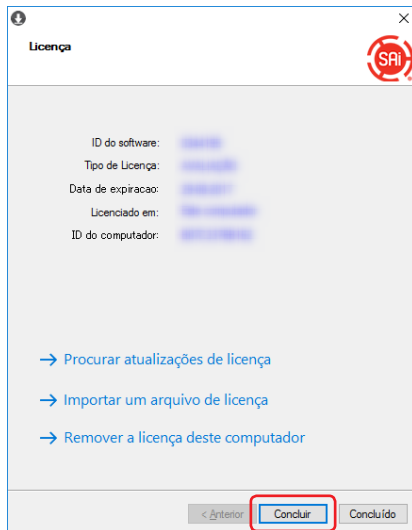 Licença
SAi
ID do software:
Tipo de Licença:
Data de expiracao:
Licenciado em:
ID do computador:
→ Procurar atualizações de licença
→ Importar um arquivo de licença
→ Remover a licença deste computador
< Anterior Concluir Concluído